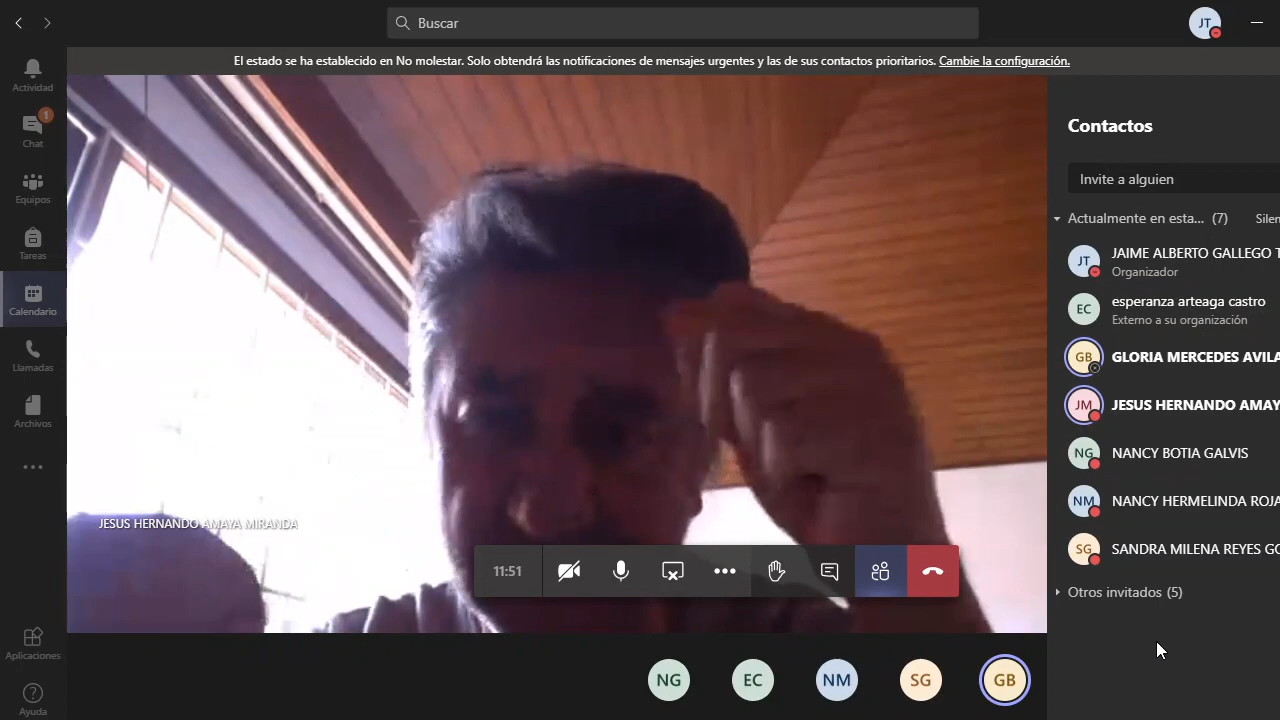 Buscar
JT
El estado se ha establecido en No molestar. Solo obtendrá las notificaciones de mensajes urgentes y las de sus contactos prioritarios. Cambie la configuración.
Actividad
1
Chat
Equipos
Tareas
Calendario
Llamadas
Archivos
Aplicaciones
Ayuda
JESUS HERNANDO AMAYA MIRANDA
11:51
NG
EC
NM
SG
GB
Contactos
Invite a alguien
Actualmente en esta... (7) Silen
JT JAIME ALBERTO GALLEGO T
Organizador
EC esperanza arteaga castro
Externo a su organización
GB GLORIA MERCEDES AVILA
JM JESUS HERNANDO AMAY
NG NANCY BOTIA GALVIS
NM NANCY HERMELINDA ROJA
SG SANDRA MILENA REYES GO
Otros invitados (5)